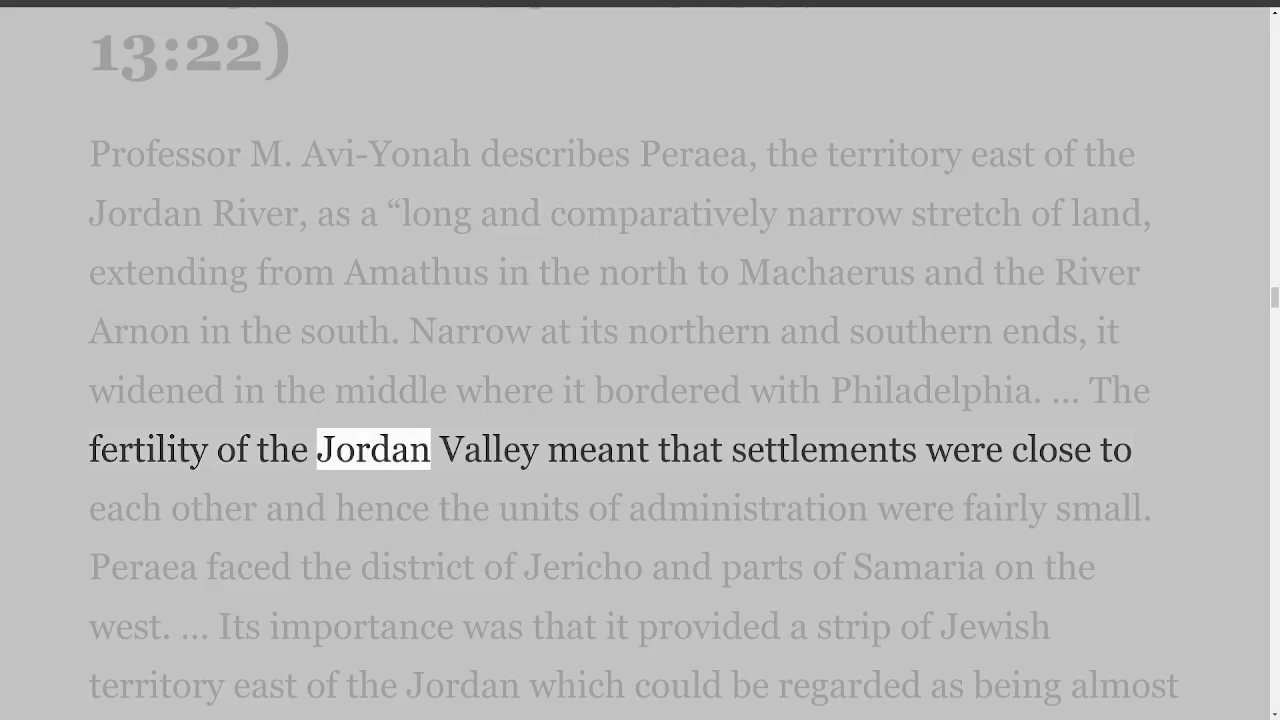 13:22)
Professor M. Avi-Yonah describes Peraea, the territory east of the
Jordan River, as a “long and comparatively narrow stretch of land,
extending from Amathus in the north to Machaerus and the River
Arnon in the south. Narrow at its northern and southern ends, it
widened in the middle where it bordered with Philadelphia. ... The
fertility of the Jordan Valley meant that settlements were close to
each other and hence the units of administration were fairly small.
Peraea faced the district of Jericho and parts of Samaria on the
west. ... Its importance was that it provided a strip of Jewish
territory east of the Jordan which could be regarded as being almost